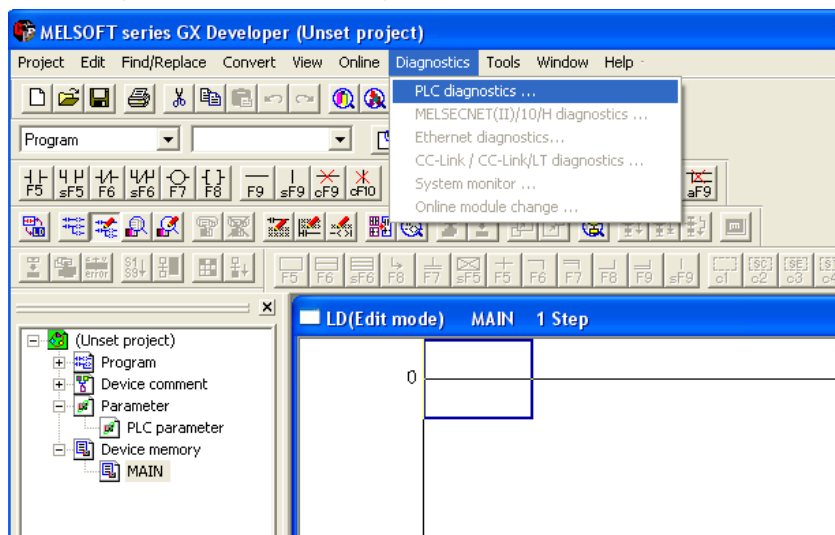 MELSOFT series GX Developer (Unset project)
Project Edit Find/Replace Convert View Online Diagnostics Tools Window Help
PLC diagnostics ...
MELSECNET(II)/10/H diagnostics ...
Ethernet diagnostics...
CC-Link / CC-Link/LT diagnostics ...
System monitor ...
Online module change ...
Program
F5 sF5 F6 sF6 F7 F8 F9 sF9 cF9 cF10 aF9
error S9↓ F5 F6 sF6 F8 F7 sF5 F5 F6 F7 F8 F9 sF9 c1 c2 c3 c4
LD(Edit mode) MAIN 1 Step
(Unset project)
Program
Device comment
Parameter
PLC parameter
Device memory
MAIN
0